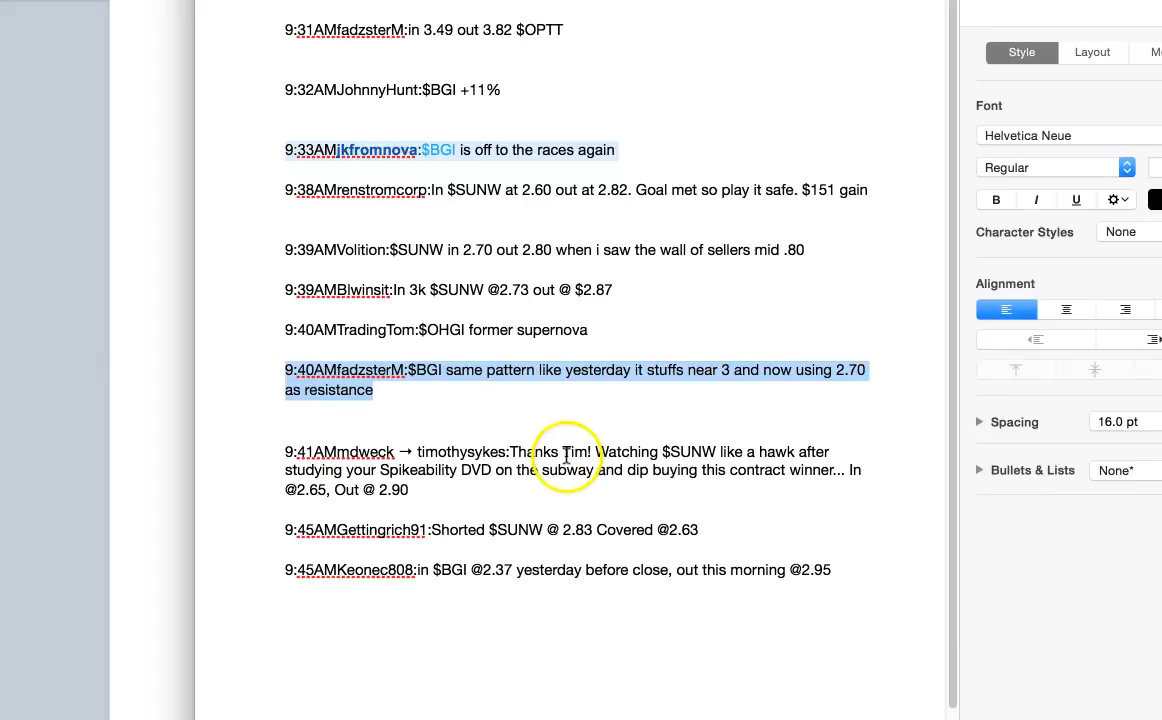 9:31AMfadzsterM:in 3.49 out 3.82 $OPTT
9:32AMJohnnyHunt:$BGI +11%
9:33AMjkfromnova:$BGI is off to the races again
9:38AMrenstromcorp:In $SUNW at 2.60 out at 2.82. Goal met so play it safe. $151 gain
9:39AMVolition:$SUNW in 2.70 out 2.80 when i saw the wall of sellers mid .80
9:39AMBlwinsit:In 3k $SUNW @2.73 out @ $2.87
9:40AMTradingTom:$OHGI former supernova
9:40AMfadzsterM:$BGI same pattern like yesterday it stuffs near 3 and now using 2.70
as resistance
9:41AMmdweck → timothysykes:Thanks Tim! Watching $SUNW like a hawk after
studying your Spikeability DVD on the subway and dip buying this contract winner... In
@2.65, Out @ 2.90
9:45AMGettingrich91:Shorted $SUNW @ 2.83 Covered @2.63
9:45AMKeonec808:in $BGI @2.37 yesterday before close, out this morning @2.95
Style
Layout
Font
Helvetica Neue
Regular
B I U
Character Styles
None
Alignment
Spacing
16.0 pt
Bullets & Lists
None*